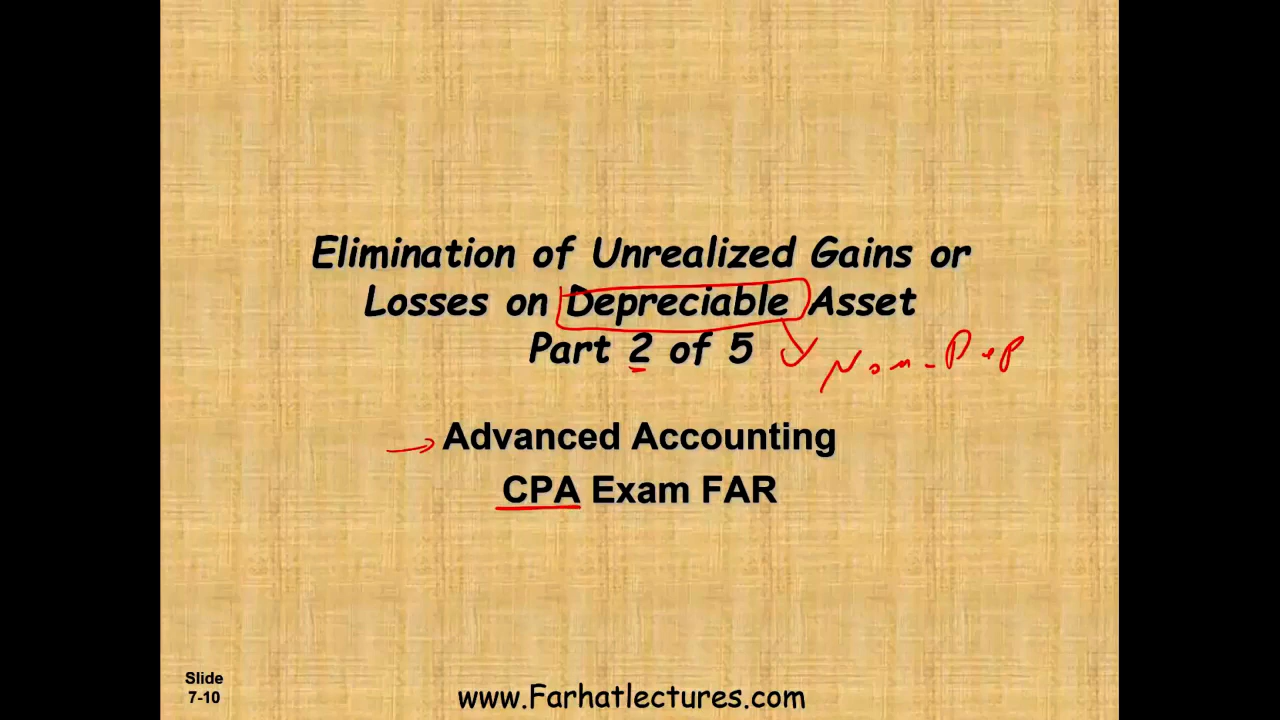 Elimination of Unrealized Gains or
Losses on Depreciable Asset
Part 2 of 5
Non-Dep
Advanced Accounting
CPA Exam FAR
Slide
7-10
www.Farhatlectures.com